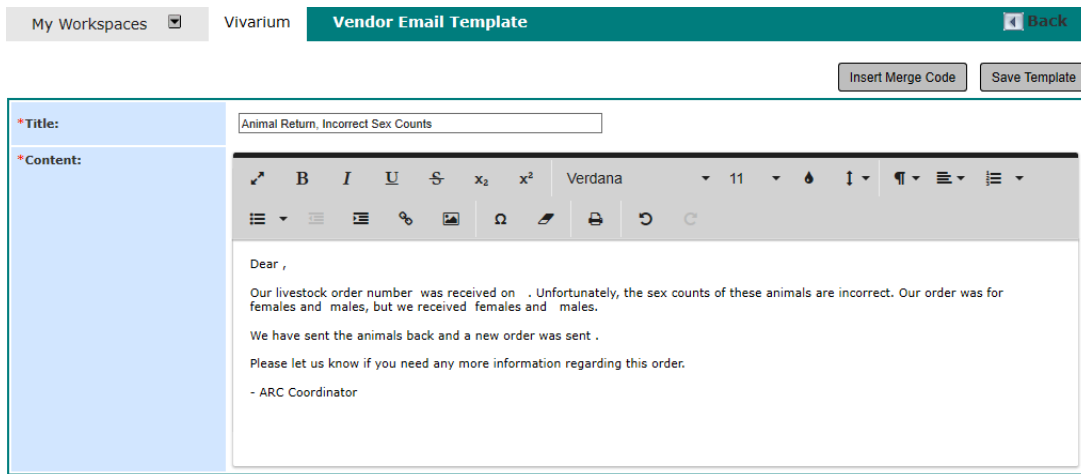 My Workspaces Vivarium Vendor Email Template Back
Insert Merge Code Save Template
*Title: Animal Return, Incorrect Sex Counts
*Content:
B I U S x₂ x² Verdana 11 ¶
Ω
Dear ,
Our livestock order number was received on . Unfortunately, the sex counts of these animals are incorrect. Our order was for
females and males, but we received females and males.
We have sent the animals back and a new order was sent .
Please let us know if you need any more information regarding this order.
- ARC Coordinator